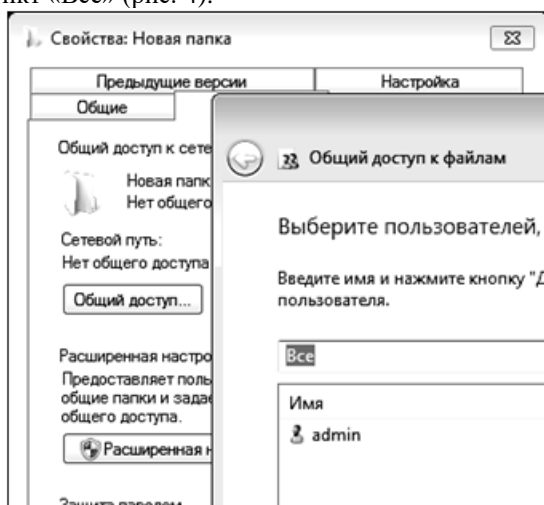 «Все» (рис. 4).
Свойства: Новая папка
Предыдущие версии
Настройка
Общие
Общий доступ к сете
Новая папк
Нет общего
Сетевой путь:
Нет общего доступа
Общий доступ...
Расширенная настро
Предоставляет поль
общие папки и задае
общего доступа.
Расширенная н
Общий доступ к файлам
Выберите пользователей,
Введите имя и нажмите кнопку "Д
пользователя.
Все
Имя
admin